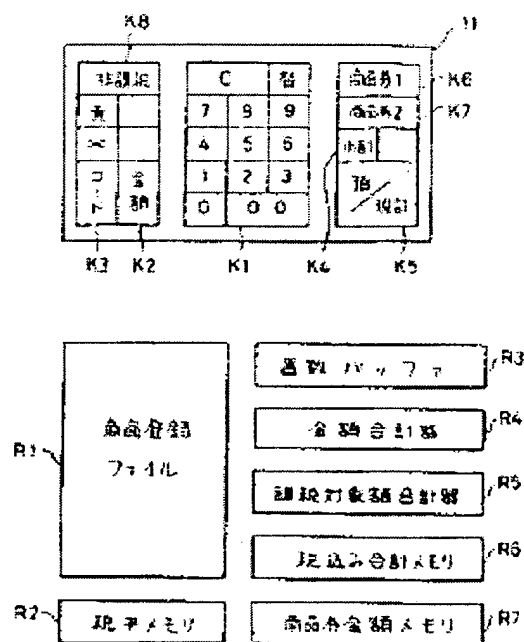 K8
11
非課税
C
替
商品券1
K6
商品券2
K7
7 8 9
4 5 6
小計
1 2 3
コード
金額
預/現計
0 00
K3 K2 K1 K4 K5
R1
商品登録
ファイル
置数バッファ
R3
金額合計器
R4
課税対象額合計器
R5
税込み合計メモリ
R6
R2
税率メモリ
商品券金額メモリ
R7